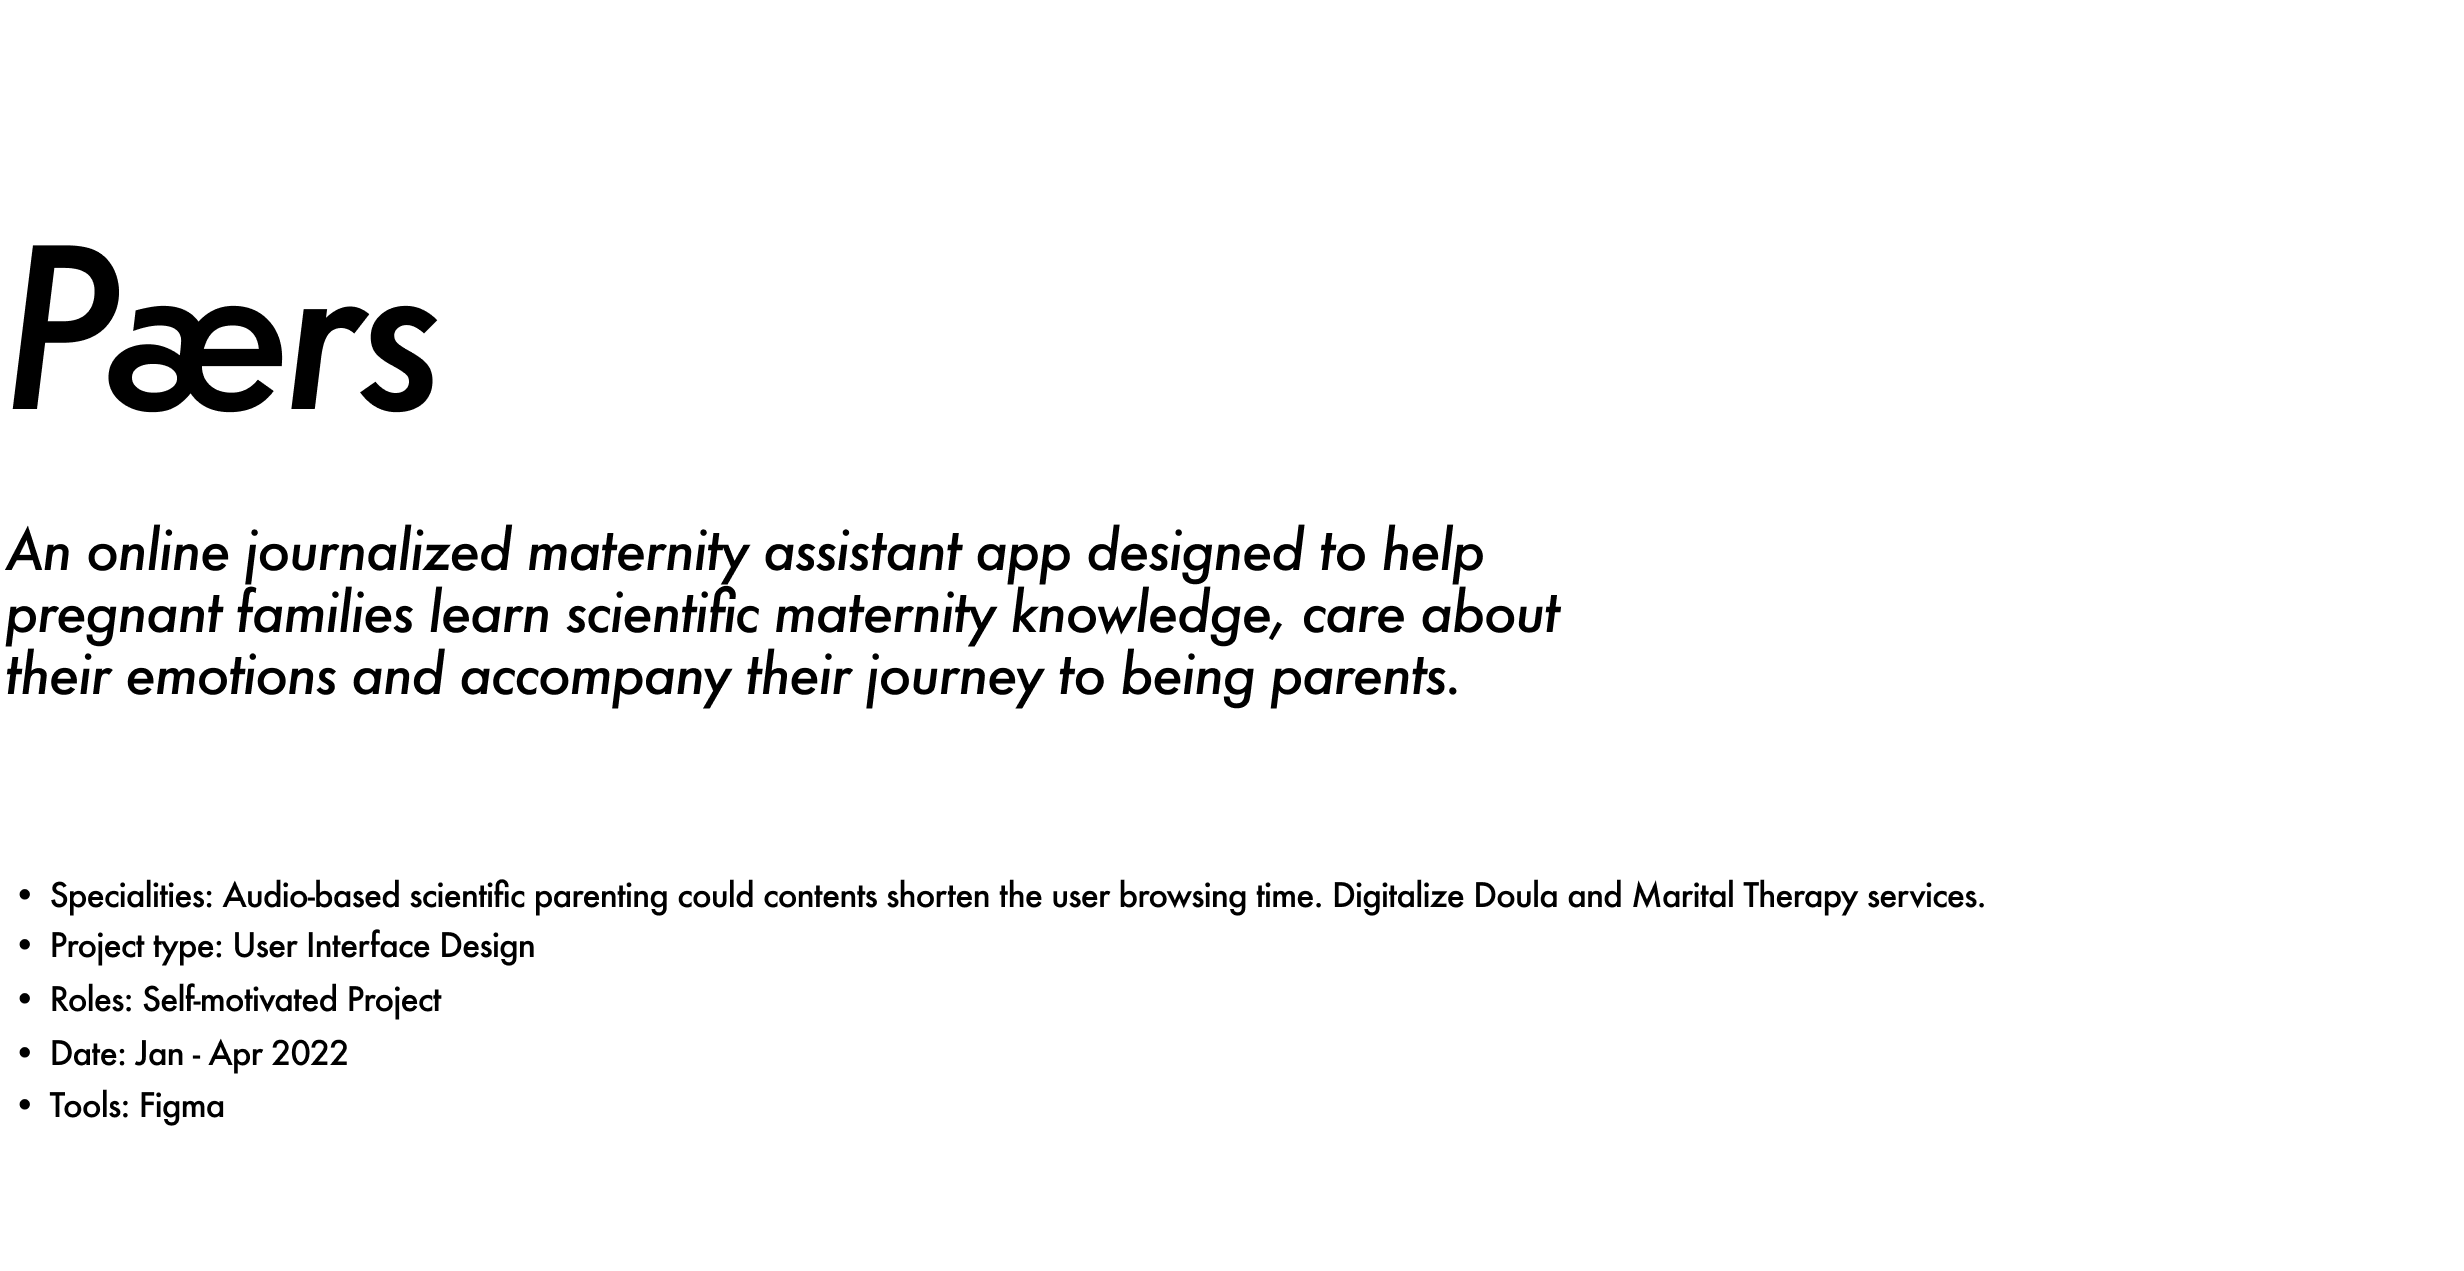 Pærs
An online journalized maternity assistant app designed to help
pregnant families learn scientific maternity knowledge, care about
their emotions and accompany their journey to being parents.
• Specialities: Audio-based scientific parenting could contents shorten the user browsing time. Digitalize Doula and Marital Therapy services.
• Project type: User Interface Design
• Roles: Self-motivated Project
• Date: Jan - Apr 2022
• Tools: Figma